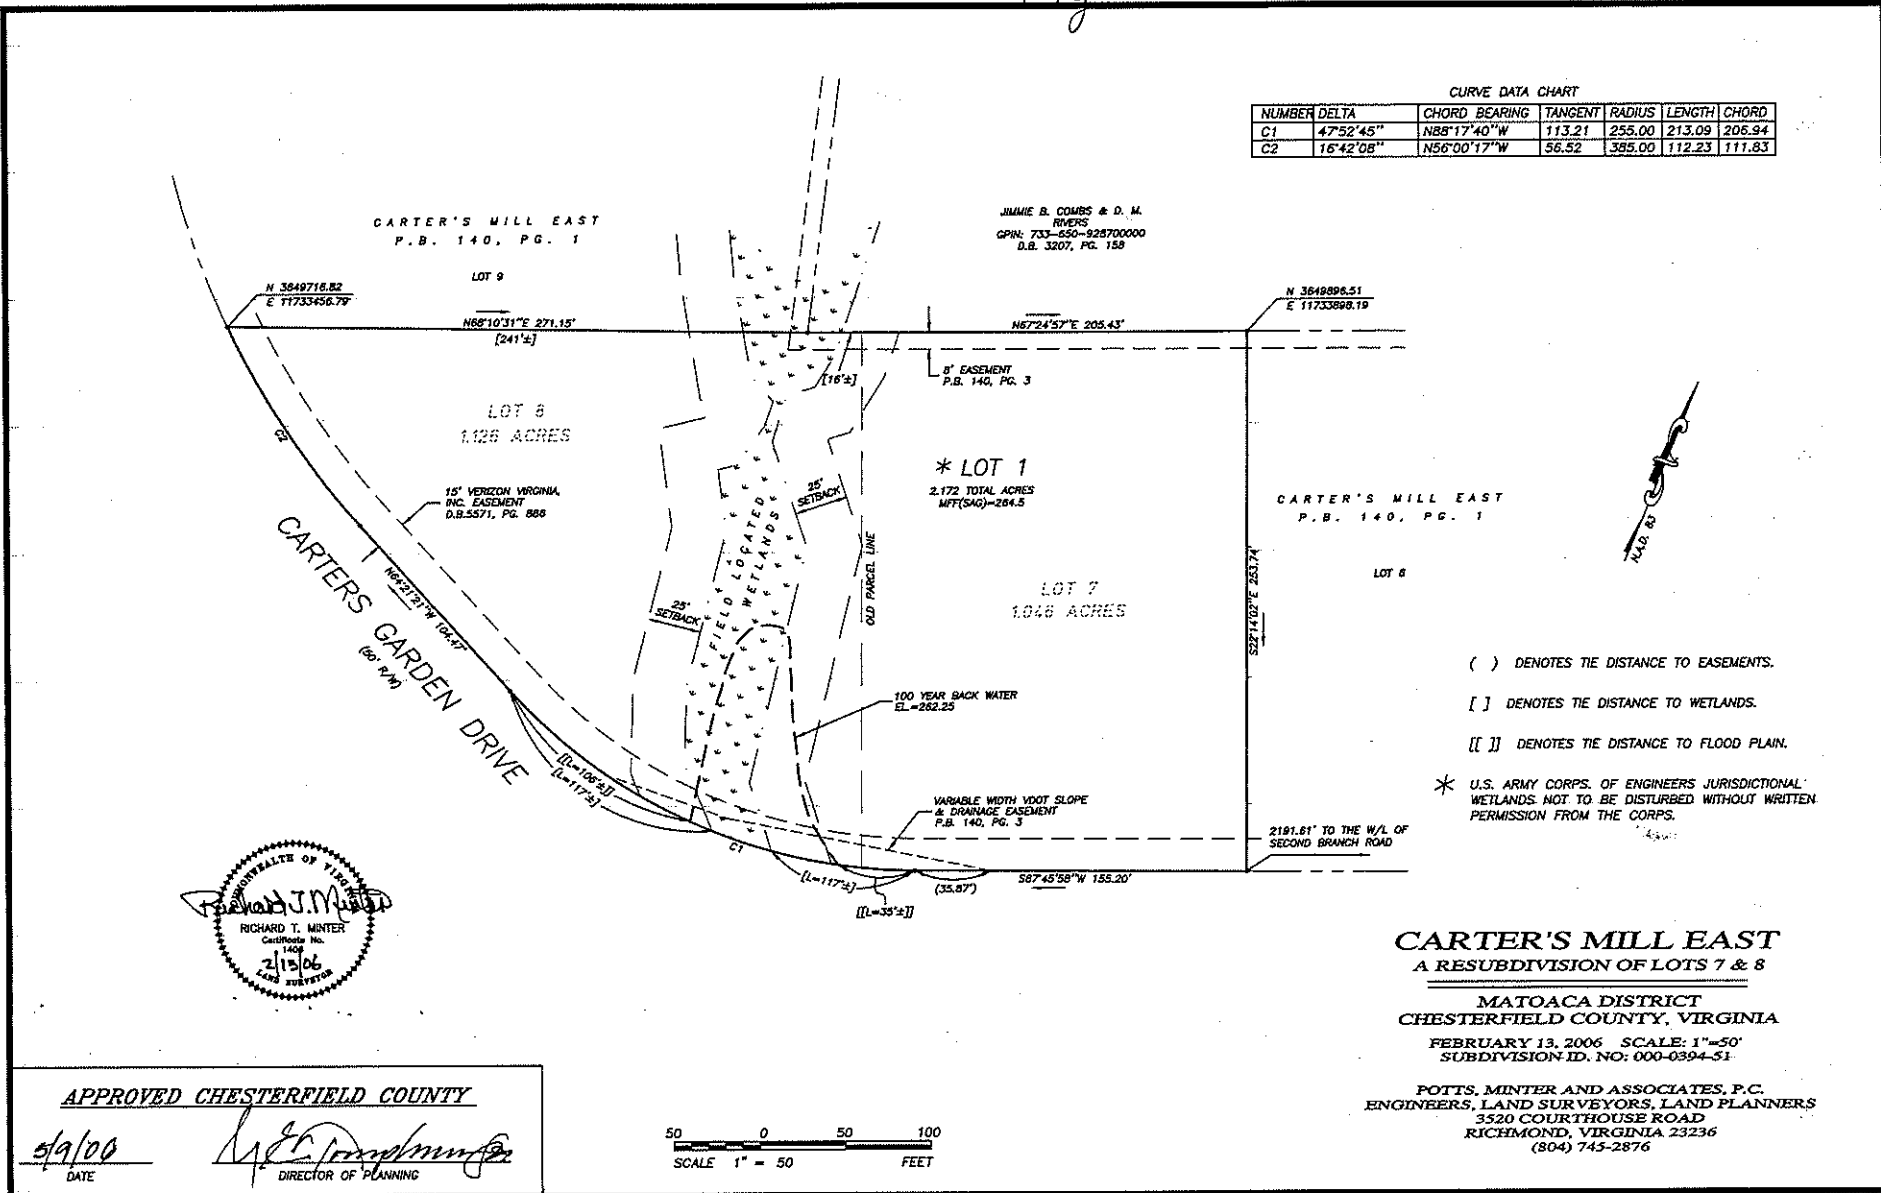 CURVE DATA CHART
NUMBER DELTA CHORD BEARING TANGENT RADIUS LENGTH CHORD
C1 47°52'45" N88°17'40"W 113.21 255.00 213.09 206.94
C2 16°42'08" N56°00'17"W 56.52 385.00 112.23 111.83
CARTER'S MILL EAST
P.B. 140, PG. 1
LOT 9
JIMMIE B. COMBS & D. M.
RIVERS
GPIN: 733-650-928700000
D.B. 3207, PG. 158
N 3649716.82
E 11733456.79
N 3649896.51
E 11733898.19
N68°10'31"E 271.15'
[241'±]
N67°24'57"E 205.43'
[16'±]
8' EASEMENT
P.B. 140, PG. 3
LOT 8
1.126 ACRES
C2
* LOT 1
2.172 TOTAL ACRES
MFF(SAG)=264.5
15' VERIZON VIRGINIA,
INC. EASEMENT
D.B.5571, PG. 888
25'
SETBACK
FIELD LOCATED
WETLANDS
OLD PARCEL LINE
CARTER'S MILL EAST
P.B. 140, PG. 1
LOT 6
N.A.D. 83
CARTERS GARDEN DRIVE
(50' R/W)
N64°21'21"W 104.47'
25'
SETBACK
LOT 7
1.046 ACRES
S22°14'02"E 253.74'
100 YEAR BACK WATER
EL.=262.25
( ) DENOTES TIE DISTANCE TO EASEMENTS.
[ ] DENOTES TIE DISTANCE TO WETLANDS.
[[ ]] DENOTES TIE DISTANCE TO FLOOD PLAIN.
* U.S. ARMY CORPS. OF ENGINEERS JURISDICTIONAL
WETLANDS NOT TO BE DISTURBED WITHOUT WRITTEN
PERMISSION FROM THE CORPS.
[[L=106'±]]
[L=117'±]
VARIABLE WIDTH VDOT SLOPE
& DRAINAGE EASEMENT
P.B. 140, PG. 3
2191.61' TO THE W/L OF
SECOND BRANCH ROAD
C1
[L=117'±]
[[L=35'±]]
(35.87')
S87°45'58"W 155.20'
COMMONWEALTH OF VIRGINIA
Richard T. Minter
RICHARD T. MINTER
Certificate No.
1404
2/13/06
LAND SURVEYOR
CARTER'S MILL EAST
A RESUBDIVISION OF LOTS 7 & 8
MATOACA DISTRICT
CHESTERFIELD COUNTY, VIRGINIA
FEBRUARY 13, 2006 SCALE: 1"=50'
SUBDIVISION ID. NO: 000-0394-51
POTTS, MINTER AND ASSOCIATES, P.C.
ENGINEERS, LAND SURVEYORS, LAND PLANNERS
3520 COURTHOUSE ROAD
RICHMOND, VIRGINIA 23236
(804) 745-2876
APPROVED CHESTERFIELD COUNTY
5/9/06
DATE
DIRECTOR OF PLANNING
50 0 50 100
SCALE 1" = 50 FEET